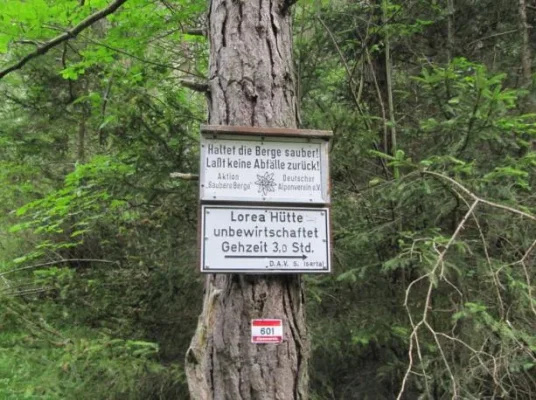 Haltet die Berge sauber!
Laßt keine Abfälle zurück!
Aktion Deutscher
"Saubere Berge" Alpenverein e.V.
Lorea Hütte
unbewirtschaftet
Gehzeit 3,0 Std.
D.A.V.
601